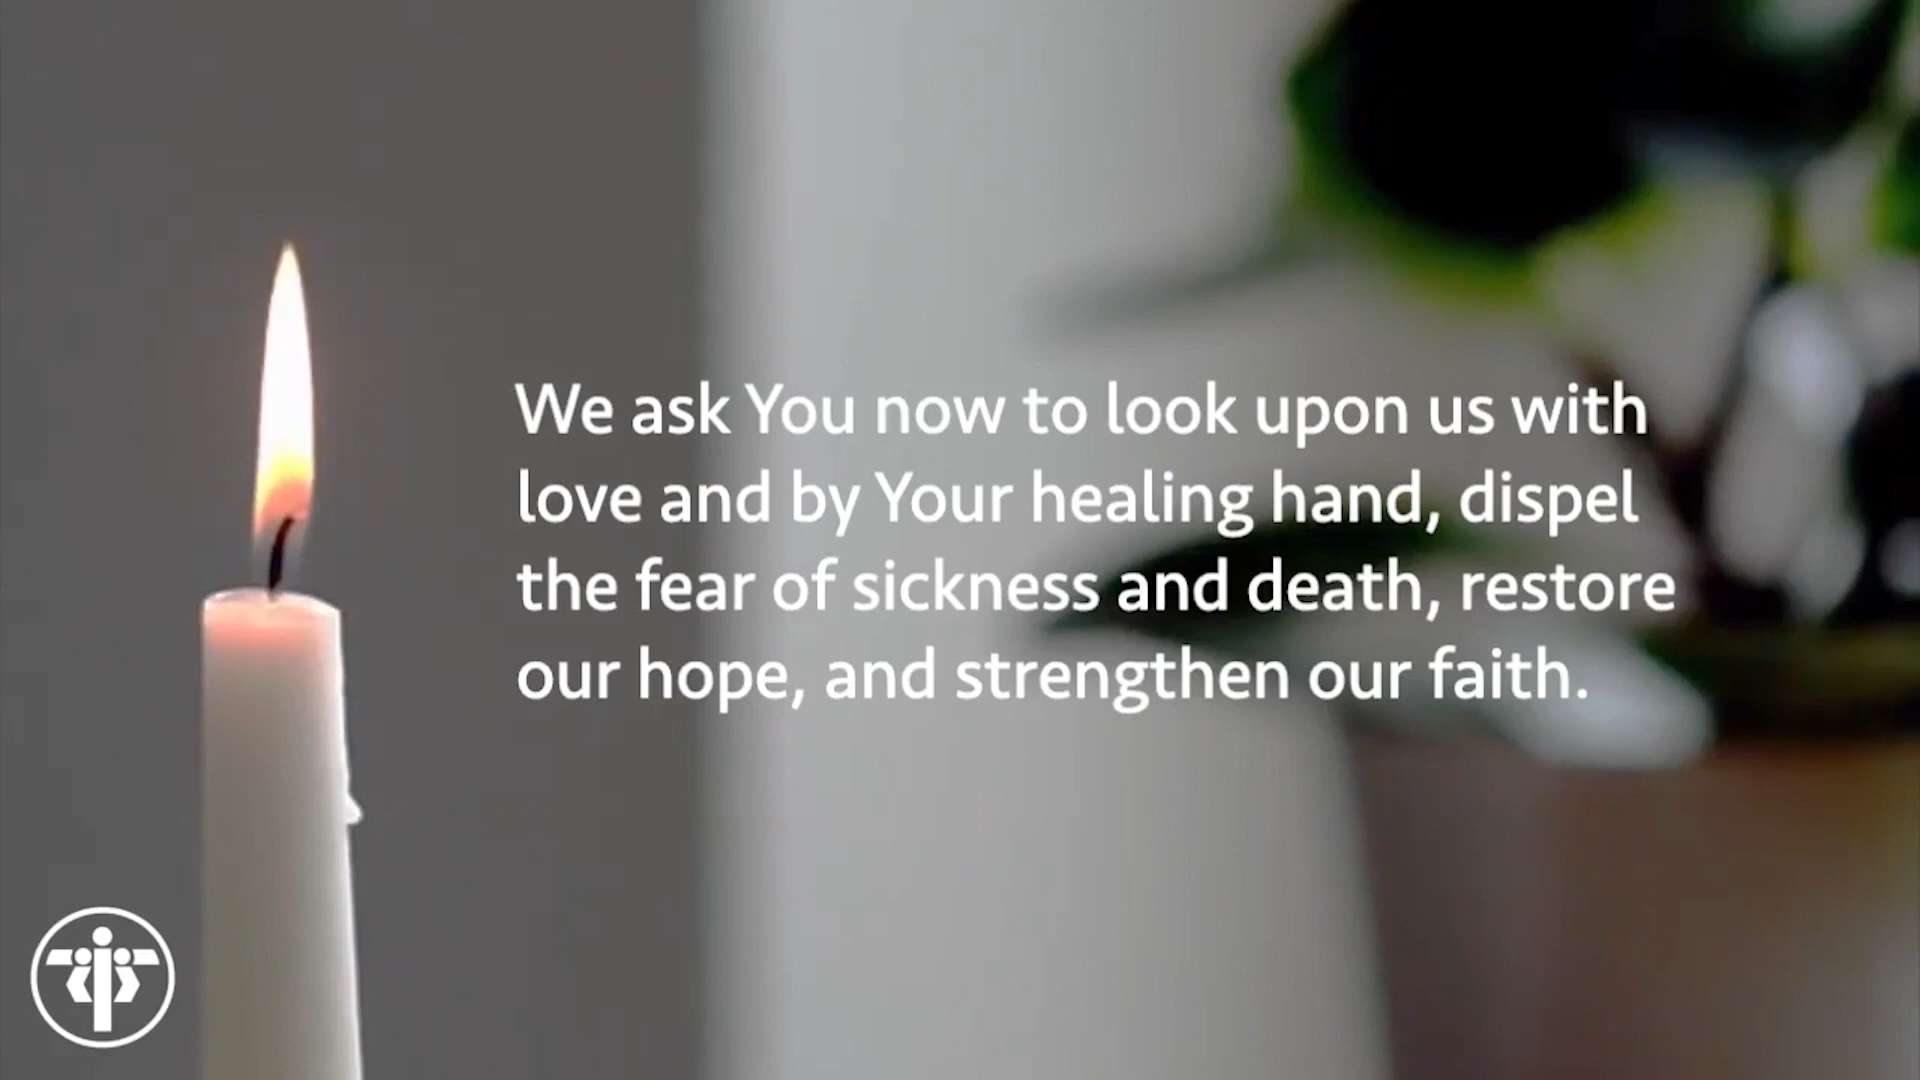 We ask You now to look upon us with
love and by Your healing hand, dispel
the fear of sickness and death, restore
our hope, and strengthen our faith.